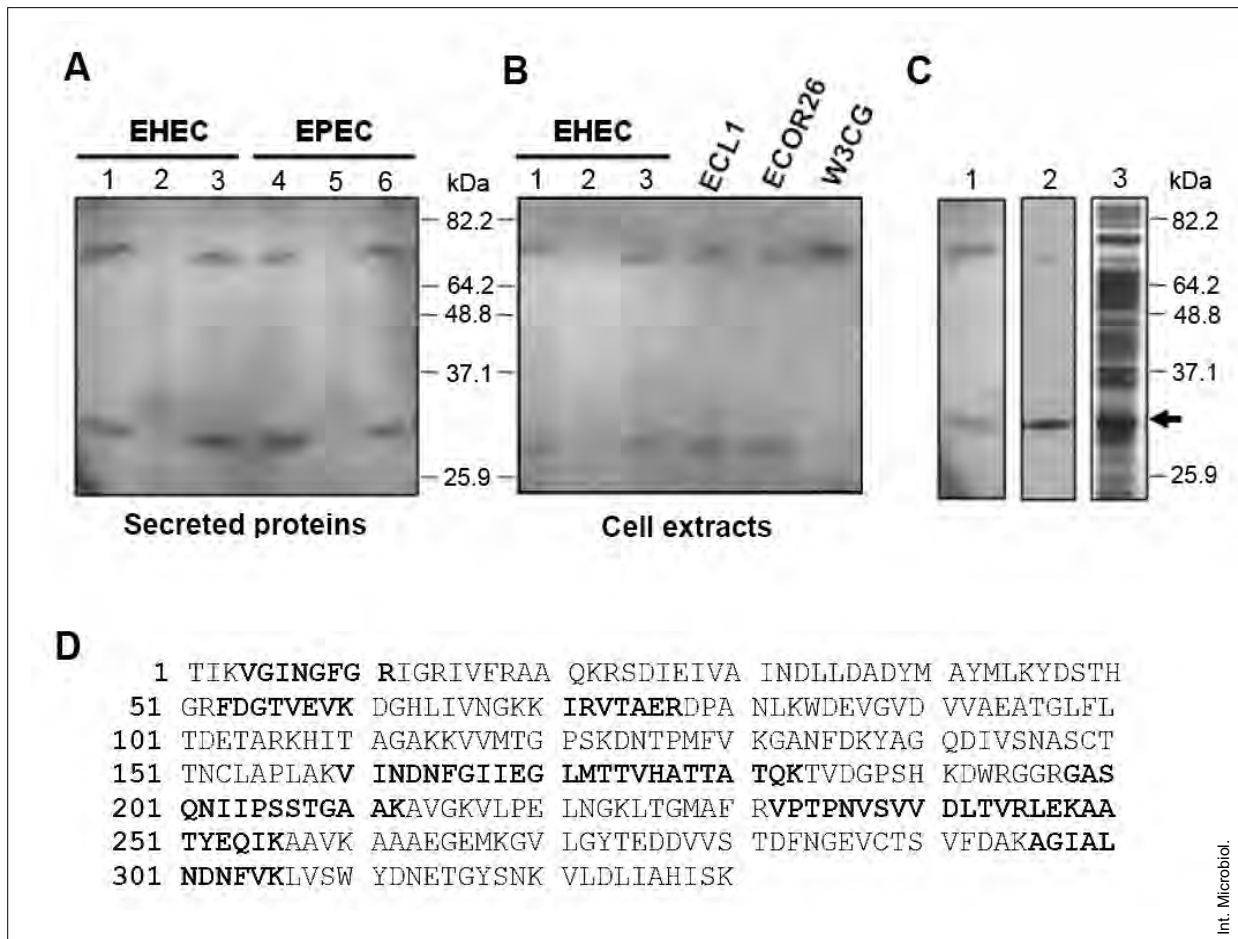 A
EHEC EPEC
1 2 3 4 5 6 kDa
82.2
64.2
48.8
37.1
25.9
Secreted proteins
B
EHEC ECL1 ECOR26 W3CG
1 2 3
Cell extracts
C
1 2 3 kDa
82.2
64.2
48.8
37.1
25.9
D
1 TIKVGINGFG RIGRIVFRAA QKRSDIEIVA INDLLDADYM AYMLKYDSTH
51 GRFDGTVEVK DGHLIVNGKK IRVTAERDPA NLKWDEVGVD VVAEATGLFL
101 TDETARKHIT AGAKKVVMTG PSKDNTPMFV KGANFDKYAG QDIVSNASCT
151 TNCLAPLAKV INDNFGIIEG LMTTVHATTA TQKTVDGPSH KDWRGGRGAS
201 QNIIPSSTGA AKAVGKVLPE LNGKLTGMAF RVPTPNVSVV DLTVRLEKAA
251 TYEQIKAAVK AAAEGEMKGV LGYTEDDVVS TDFNGEVCTS VFDAKAGIAL
301 NDNFVKLVSW YDNETGYSNK VLDLIAHISK
Int. Microbiol.